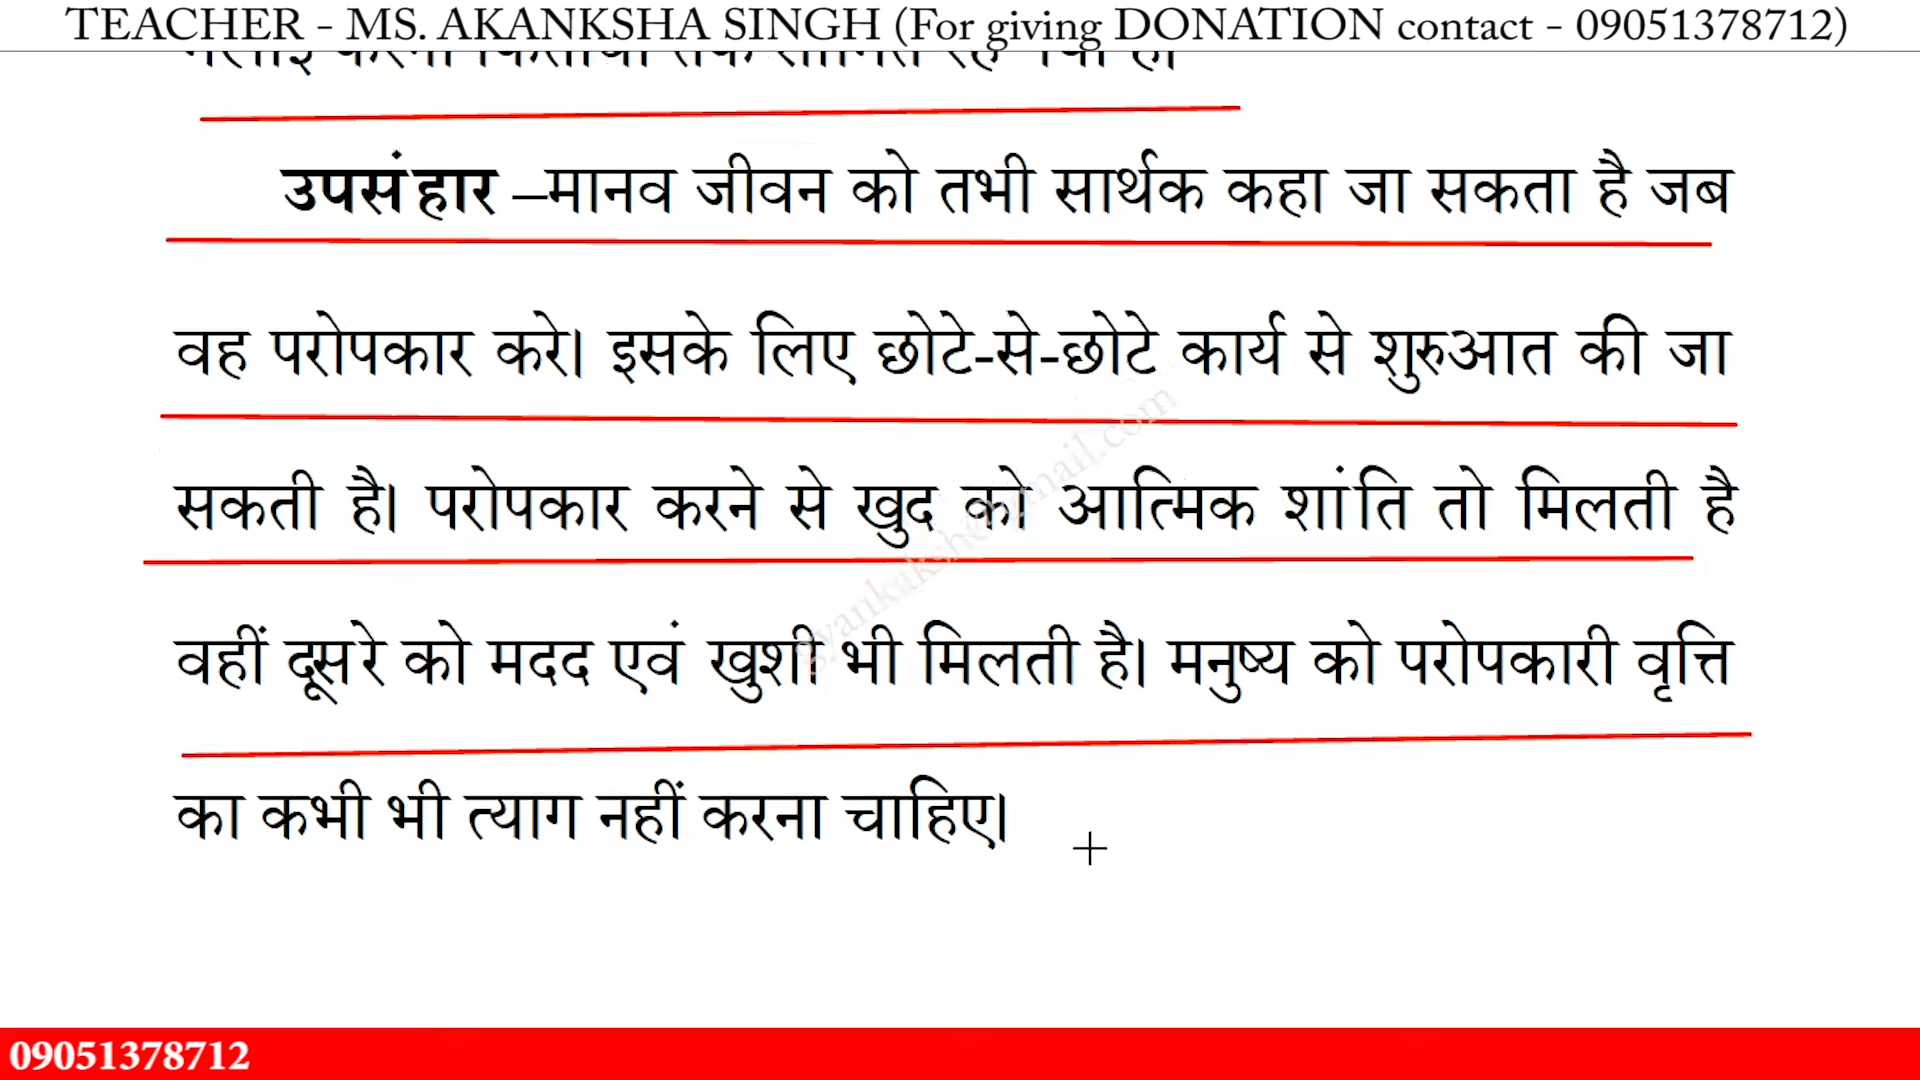 TEACHER - MS. AKANKSHA SINGH (For giving DONATION contact - 09051378712)
उपसंहार –मानव जीवन को तभी सार्थक कहा जा सकता है जब
वह परोपकार करे। इसके लिए छोटे-से-छोटे कार्य से शुरुआत की जा
सकती है। परोपकार करने से खुद को आत्मिक शांति तो मिलती है
वहीं दूसरे को मदद एवं खुशी भी मिलती है। मनुष्य को परोपकारी वृत्ति
का कभी भी त्याग नहीं करना चाहिए।
09051378712